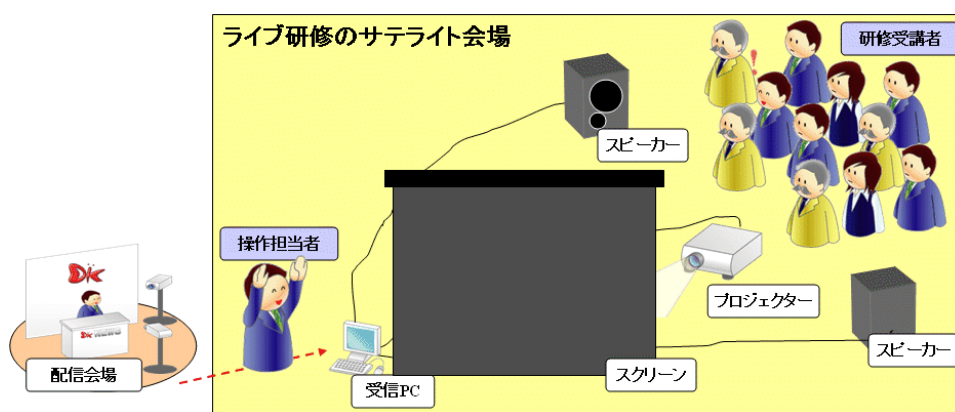 ライブ研修のサテライト会場
研修受講者
スピーカー
操作担当者
プロジェクター
スピーカー
配信会場
受信PC
スクリーン